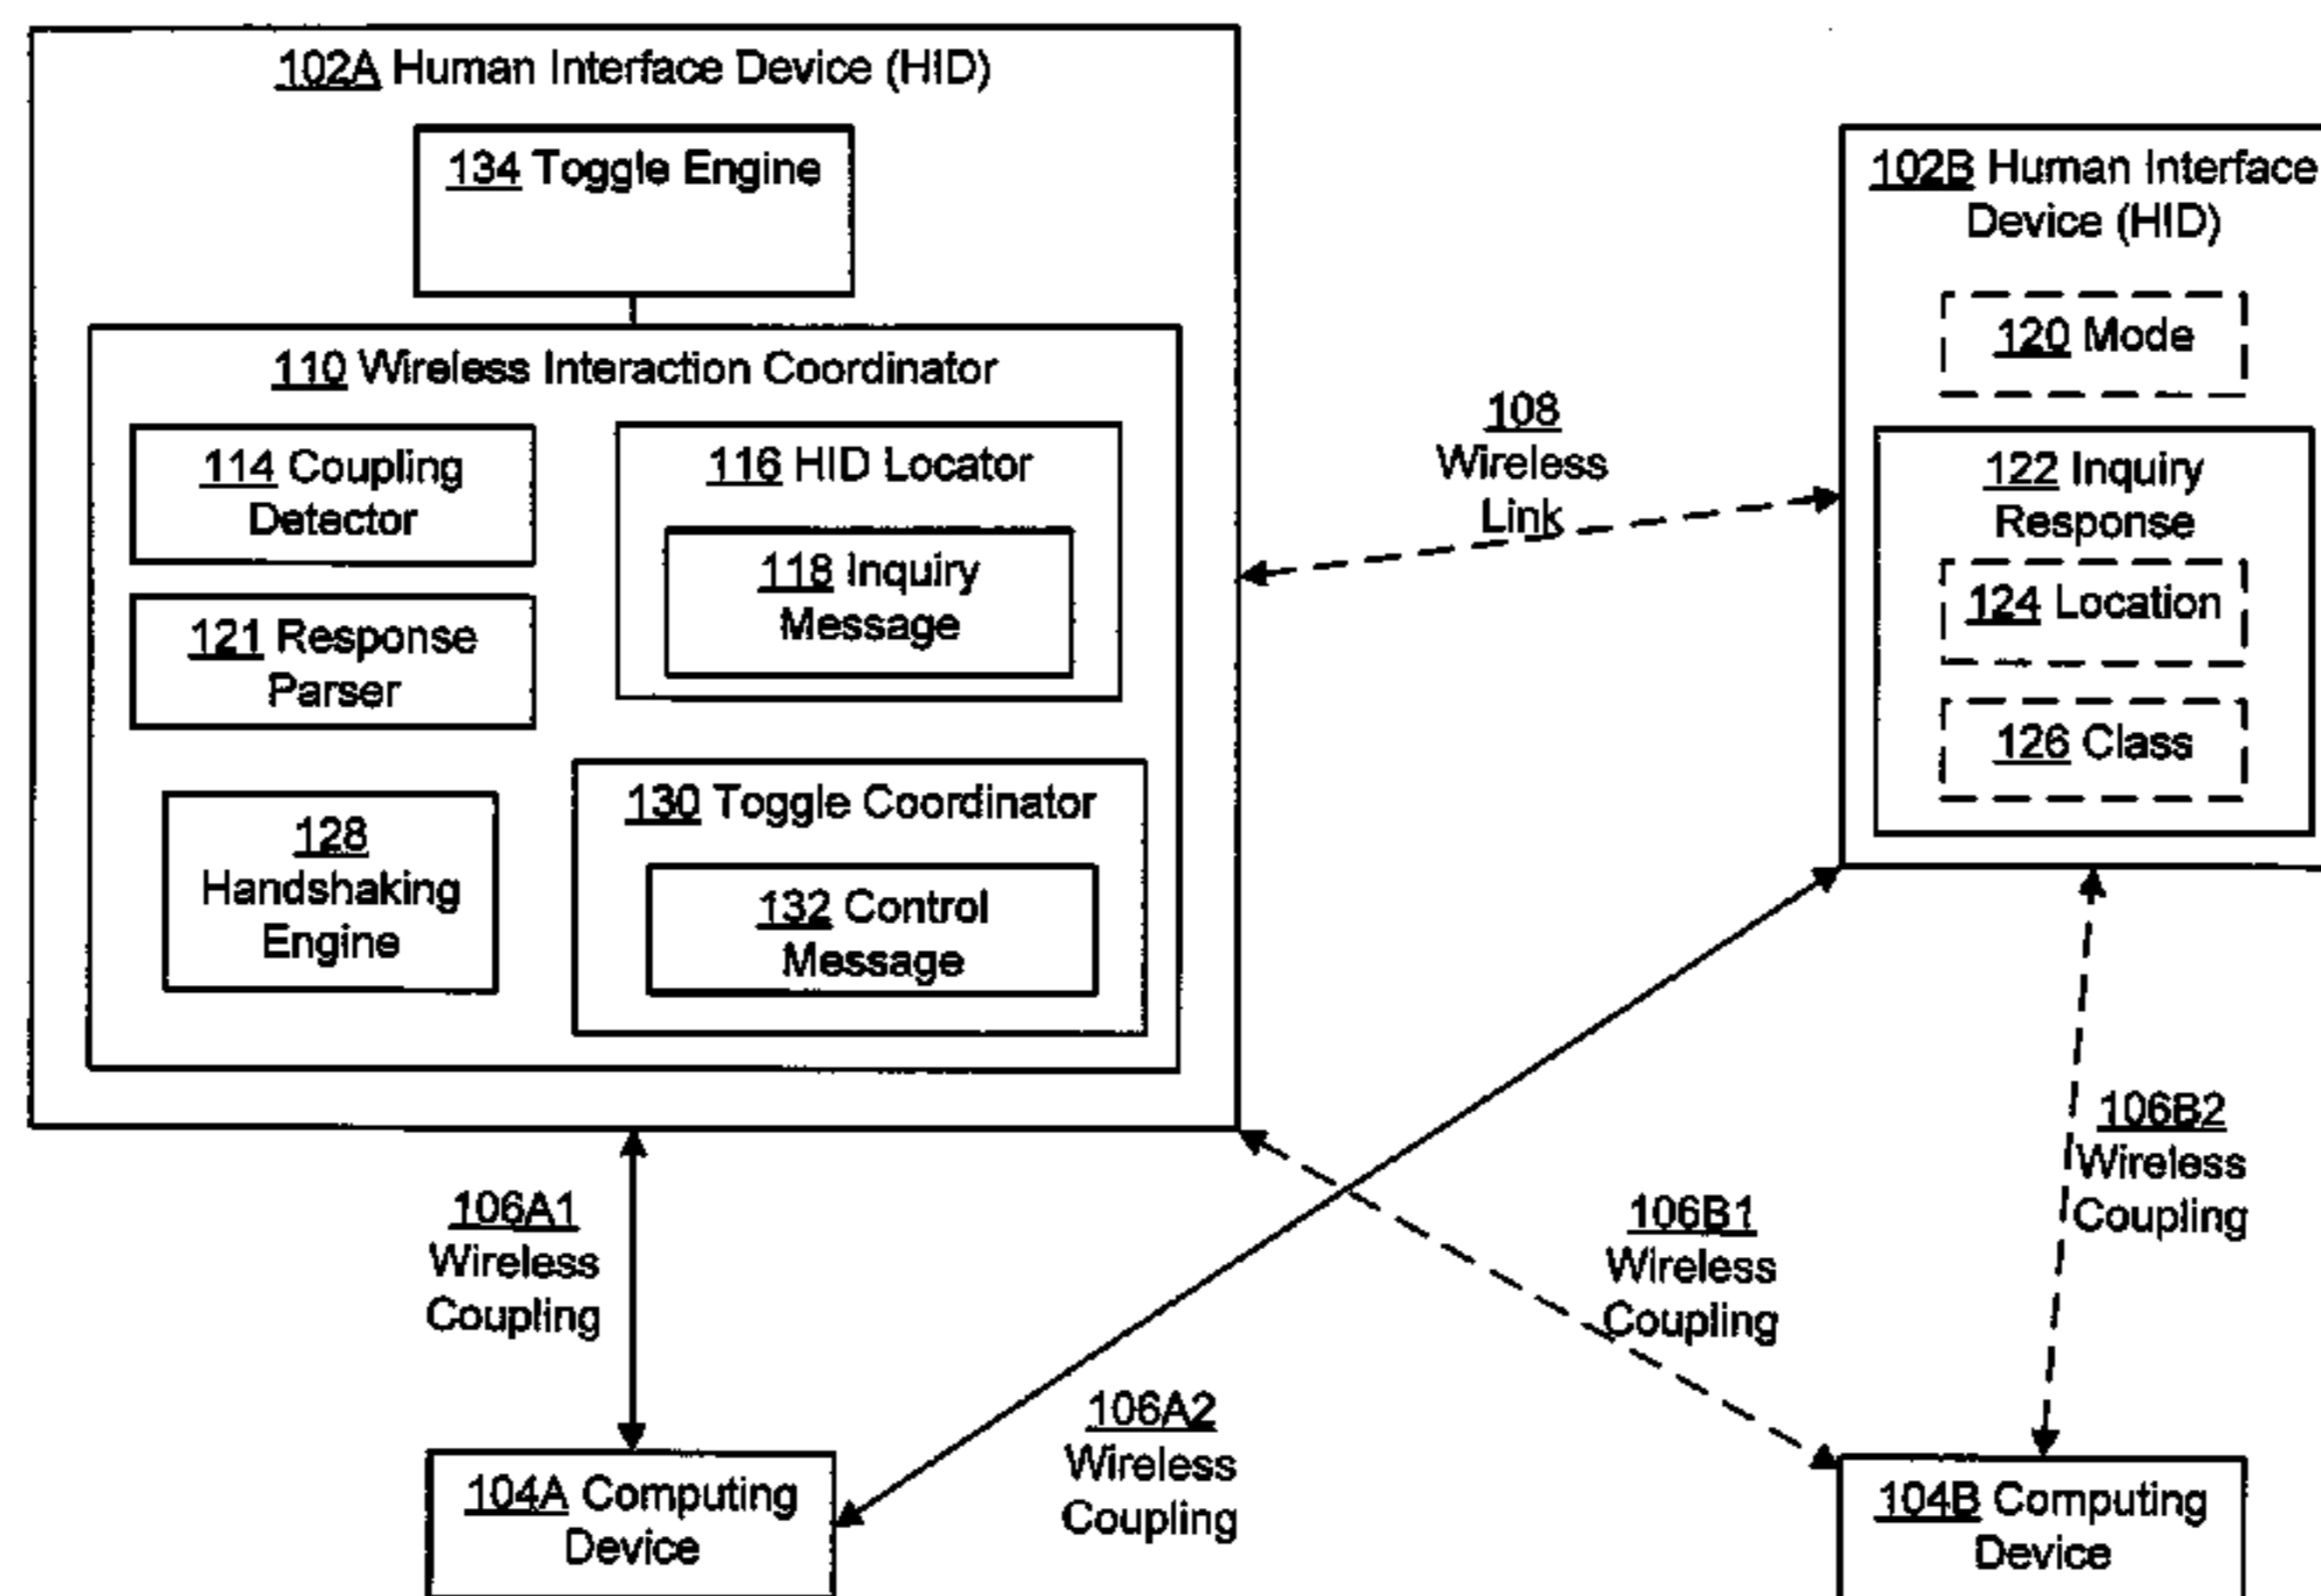 102A Human Interface Device (HID)
134 Toggle Engine
110 Wireless Interaction Coordinator
114 Coupling
Detector
116 HID Locator
118 Inquiry
Message
121 Response
Parser
128
Handshaking
Engine
130 Toggle Coordinator
132 Control
Message
108
Wireless
Link
102B Human Interface
Device (HID)
120 Mode
122 Inquiry
Response
124 Location
126 Class
106A1
Wireless
Coupling
106A2
Wireless
Coupling
106B1
Wireless
Coupling
106B2
Wireless
Coupling
104A Computing
Device
104B Computing
Device